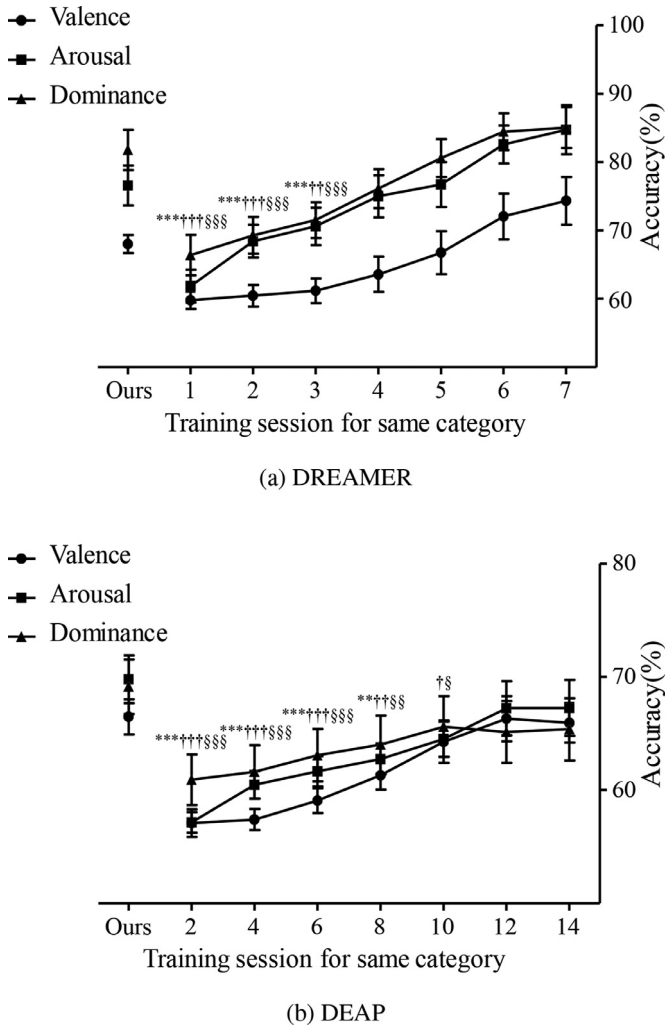 Valence
Arousal
Dominance
100
90
80
70
60
Accuracy(%)
***†††§§§
***†††§§§
***††§§§
Ours 1 2 3 4 5 6 7
Training session for same category
(a) DREAMER
Valence
Arousal
Dominance
80
70
60
Accuracy(%)
***†††§§§
***†††§§§
***†††§§§
**††§§
†§
Ours 2 4 6 8 10 12 14
Training session for same category
(b) DEAP